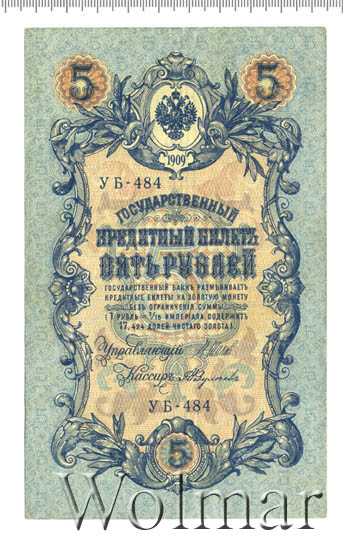 5 5
1909
УБ-484
ГОСУДАРСТВЕННЫЙ
КРЕДИТНЫЙ БИЛЕТЪ
ПЯТЬ РУБЛЕЙ
ГОСУДАРСТВЕННЫЙ БАНКЪ РАЗМѢНИВАЕТЪ
КРЕДИТНЫЕ БИЛЕТЫ НА ЗОЛОТУЮ МОНЕТУ
БЕЗЪ ОГРАНИЧЕНІЯ СУММЫ
(1 РУБЛЬ = 1/15 ИМПЕРІАЛА, СОДЕРЖИТЪ
17,424 ДОЛЕЙ ЧИСТАГО ЗОЛОТА).
Управляющій
Кассиръ
УБ-484
5
Wolmar